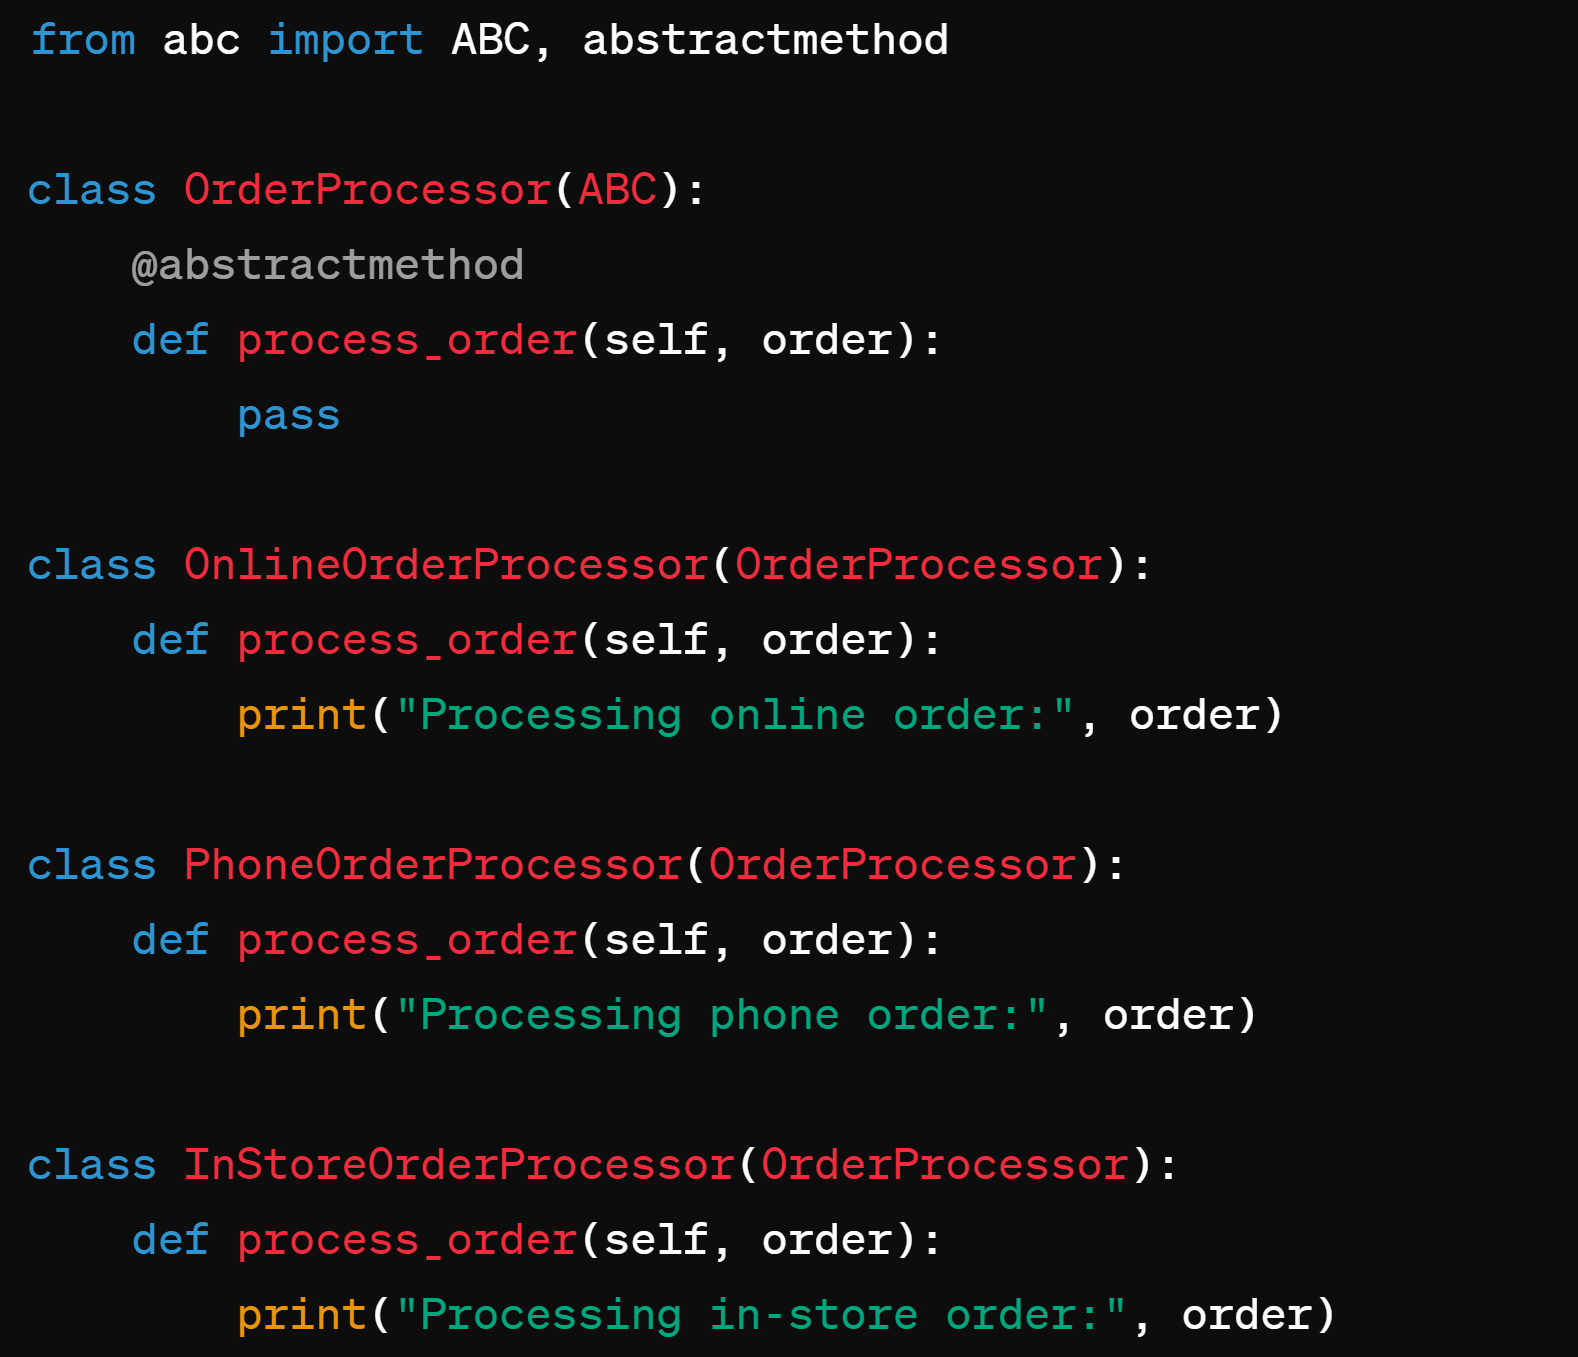 from abc import ABC, abstractmethod
class OrderProcessor(ABC):
    @abstractmethod
    def process_order(self, order):
        pass
class OnlineOrderProcessor(OrderProcessor):
    def process_order(self, order):
        print("Processing online order:", order)
class PhoneOrderProcessor(OrderProcessor):
    def process_order(self, order):
        print("Processing phone order:", order)
class InStoreOrderProcessor(OrderProcessor):
    def process_order(self, order):
        print("Processing in-store order:", order)